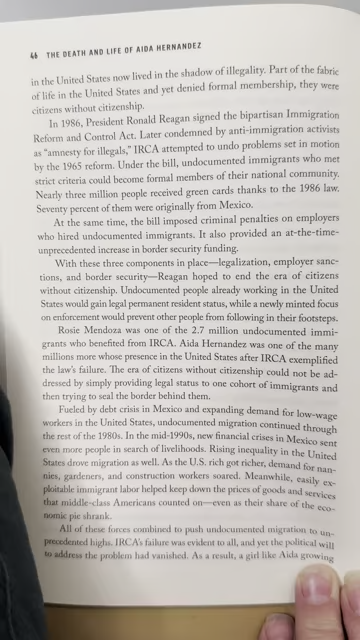 46 THE DEATH AND LIFE OF AIDA HERNANDEZ
in the United States now lived in the shadow of illegality. Part of the fabric
of life in the United States and yet denied formal membership, they were
citizens without citizenship.
In 1986, President Ronald Reagan signed the bipartisan Immigration
Reform and Control Act. Later condemned by anti-immigration activists
as “amnesty for illegals,” IRCA attempted to undo problems set in motion
by the 1965 reform. Under the bill, undocumented immigrants who met
strict criteria could become formal members of their national community.
Nearly three million people received green cards thanks to the 1986 law.
Seventy percent of them were originally from Mexico.
At the same time, the bill imposed criminal penalties on employers
who hired undocumented immigrants. It also provided an at-the-time-
unprecedented increase in border security funding.
With these three components in place—legalization, employer sanc-
tions, and border security—Reagan hoped to end the era of citizens
without citizenship. Undocumented people already working in the United
States would gain legal permanent resident status, while a newly minted focus
on enforcement would prevent other people from following in their footsteps.
Rosie Mendoza was one of the 2.7 million undocumented immi-
grants who benefited from IRCA. Aida Hernandez was one of the many
millions more whose presence in the United States after IRCA exemplified
the law’s failure. The era of citizens without citizenship could not be ad-
dressed by simply providing legal status to one cohort of immigrants and
then trying to seal the border behind them.
Fueled by debt crisis in Mexico and expanding demand for low-wage
workers in the United States, undocumented migration continued through
the rest of the 1980s. In the mid-1990s, new financial crises in Mexico sent
even more people in search of livelihoods. Rising inequality in the United
States drove migration as well. As the U.S. rich got richer, demand for nan-
nies, gardeners, and construction workers soared. Meanwhile, easily ex-
ploitable immigrant labor helped keep down the prices of goods and services
that middle-class Americans counted on—even as their share of the eco-
nomic pie shrank.
All of these forces combined to push undocumented migration to un-
precedented highs. IRCA’s failure was evident to all, and yet the political will
to address the problem had vanished. As a result, a girl like Aida growing